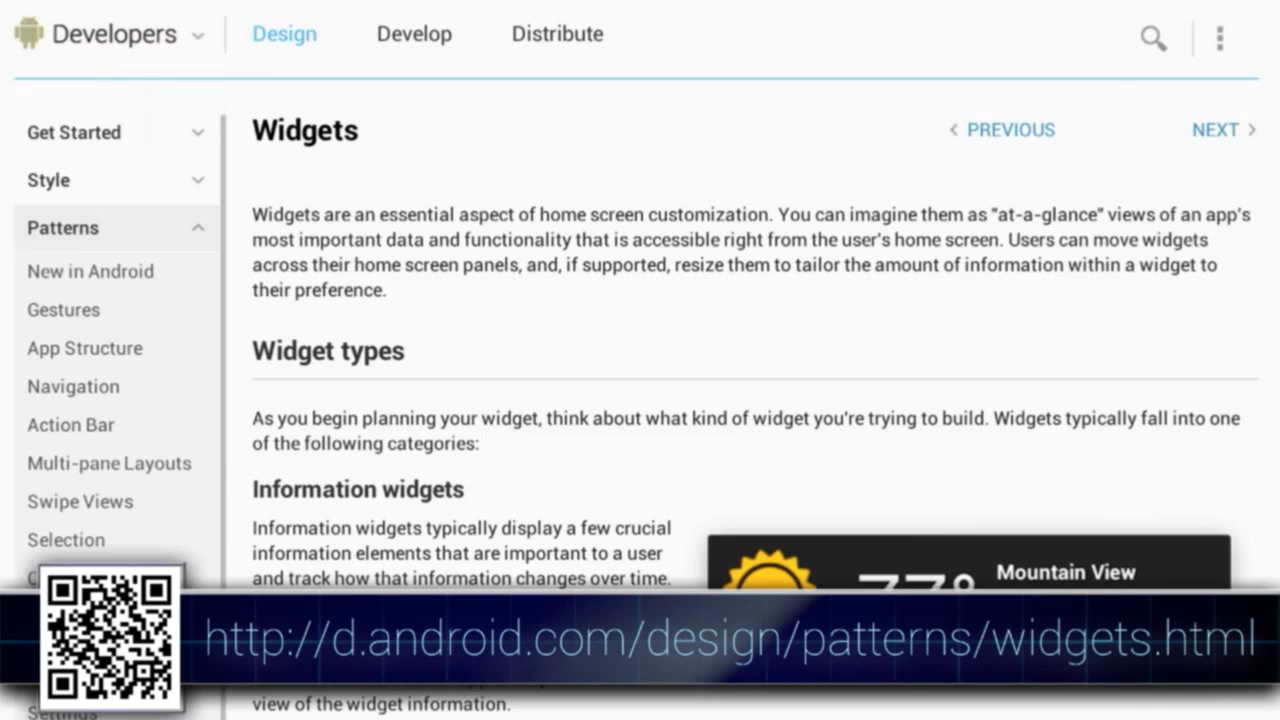 Developers
Design
Develop
Distribute
Get Started
Style
Patterns
New in Android
Gestures
App Structure
Navigation
Action Bar
Multi-pane Layouts
Swipe Views
Selection
Settings
Widgets
PREVIOUS
NEXT
Widgets are an essential aspect of home screen customization. You can imagine them as "at-a-glance" views of an app's
most important data and functionality that is accessible right from the user's home screen. Users can move widgets
across their home screen panels, and, if supported, resize them to tailor the amount of information within a widget to
their preference.
Widget types
As you begin planning your widget, think about what kind of widget you're trying to build. Widgets typically fall into one
of the following categories:
Information widgets
Information widgets typically display a few crucial
information elements that are important to a user
and track how that information changes over time.
77°
Mountain View
http://d.android.com/design/patterns/widgets.html
view of the widget information.